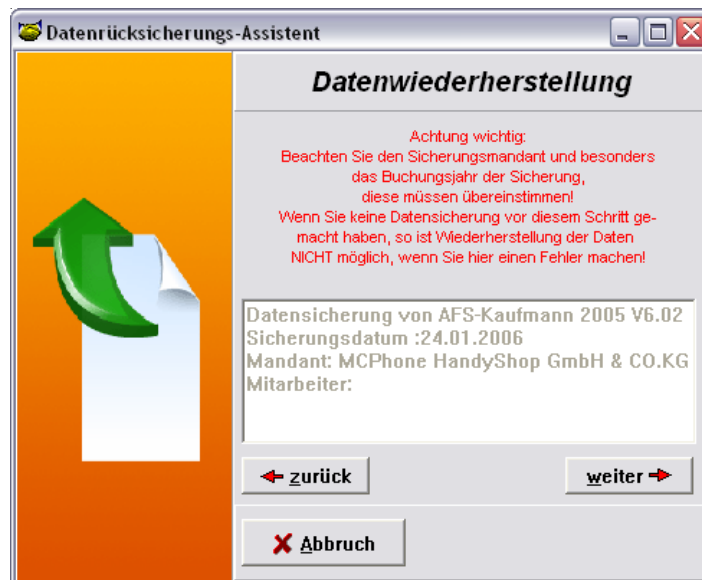 Datenrücksicherungs-Assistent
Datenwiederherstellung
Achtung wichtig:
Beachten Sie den Sicherungsmandant und besonders
das Buchungsjahr der Sicherung,
diese müssen übereinstimmen!
Wenn Sie keine Datensicherung vor diesem Schritt ge-
macht haben, so ist Wiederherstellung der Daten
NICHT möglich, wenn Sie hier einen Fehler machen!
Datensicherung von AFS-Kaufmann 2005 V6.02
Sicherungsdatum :24.01.2006
Mandant: MCPhone HandyShop GmbH & CO.KG
Mitarbeiter:
zurück
weiter
Abbruch